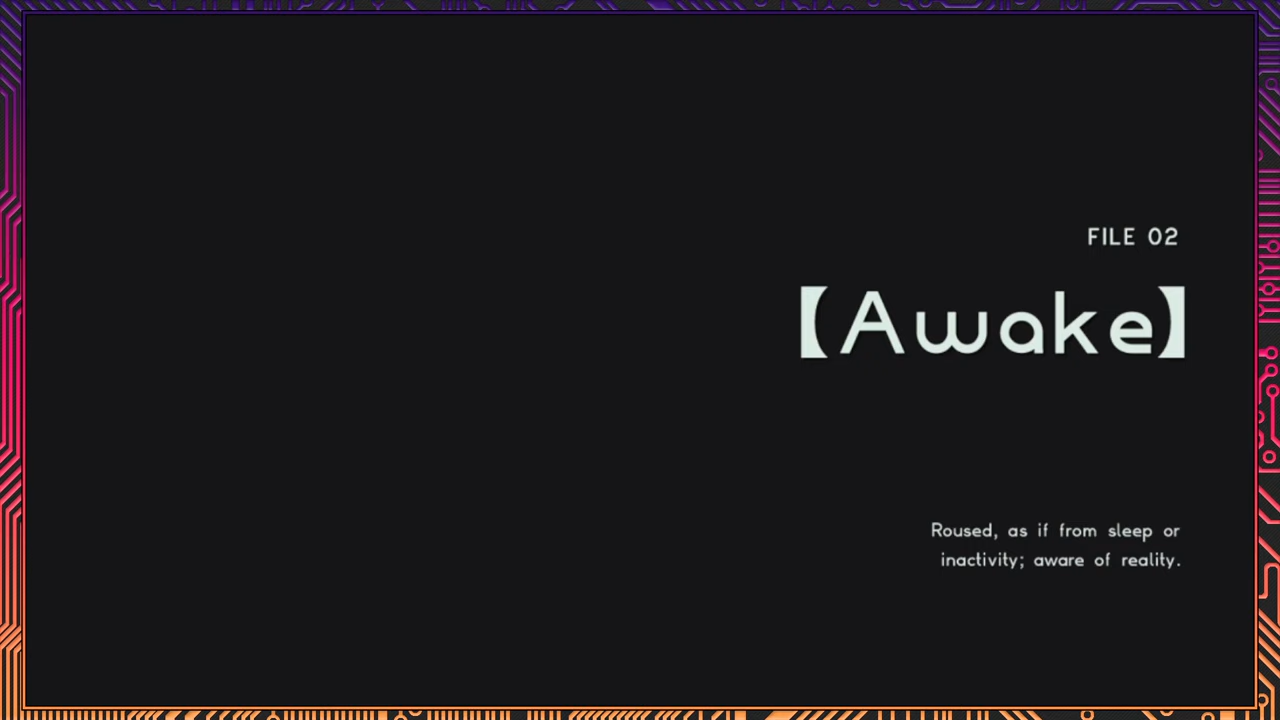 FILE 02
【Awake】
Roused, as if from sleep or
inactivity; aware of reality.